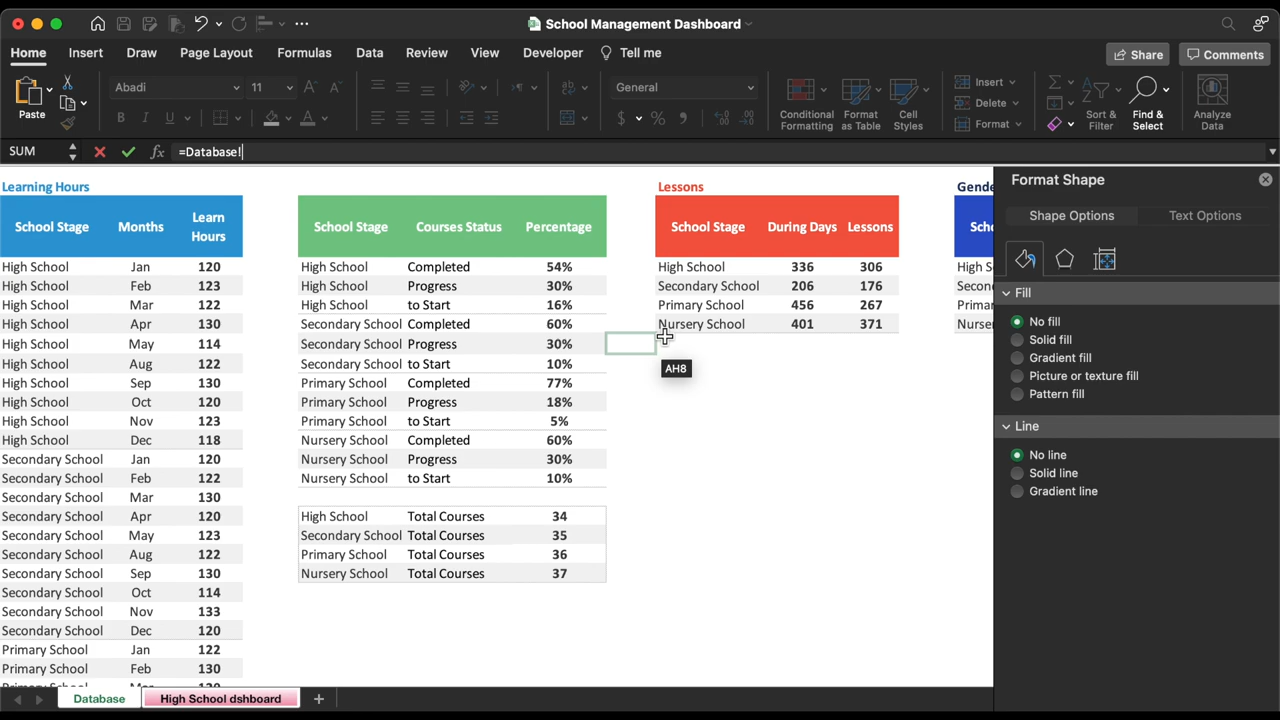 School Management Dashboard
Home Insert Draw Page Layout Formulas Data Review View Developer Tell me Share Comments
Paste
Abadi 11
B I U
A
General
$ %
Conditional Formatting
Format as Table
Cell Styles
Insert
Delete
Format
Sort & Filter
Find & Select
Analyze Data
SUM fx =Database!
Learning Hours
School Stage Months Learn Hours
High School Jan 120
High School Feb 123
High School Mar 122
High School Apr 130
High School May 114
High School Aug 122
High School Sep 130
High School Oct 120
High School Nov 123
High School Dec 118
Secondary School Jan 120
Secondary School Feb 122
Secondary School Mar 130
Secondary School Apr 120
Secondary School May 123
Secondary School Aug 122
Secondary School Sep 130
Secondary School Oct 114
Secondary School Nov 133
Secondary School Dec 120
Primary School Jan 122
Primary School Feb 130
School Stage Courses Status Percentage
High School Completed 54%
High School Progress 30%
High School to Start 16%
Secondary School Completed 60%
Secondary School Progress 30%
Secondary School to Start 10%
Primary School Completed 77%
Primary School Progress 18%
Primary School to Start 5%
Nursery School Completed 60%
Nursery School Progress 30%
Nursery School to Start 10%
High School Total Courses 34
Secondary School Total Courses 35
Primary School Total Courses 36
Nursery School Total Courses 37
Lessons
School Stage During Days Lessons
High School 336 306
Secondary School 206 176
Primary School 456 267
Nursery School 401 371
AH8
Gende
Scho
High S
Secon
Primar
Nurser
Format Shape
Shape Options Text Options
Fill
No fill
Solid fill
Gradient fill
Picture or texture fill
Pattern fill
Line
No line
Solid line
Gradient line
Database High School dshboard